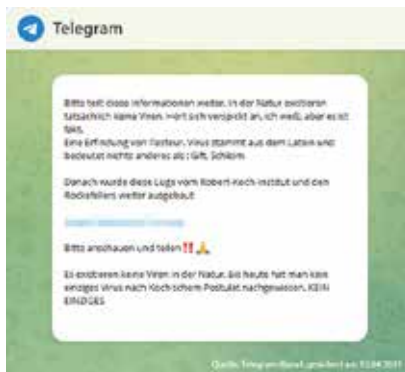 Telegram
Bitte teilt diese Informationen weiter. In der Natur existieren
tatsächlich keine Viren. Hört sich verspickt an, ich weiß, aber es ist
fakt.
Eine Erfindung von Pasteur. Virus stammt aus dem Latein und
bedeutet nichts anderes als : Gift, Schleim
Danach wurde diese Lüge vom Robert-Koch-Institut und den
Rockefellers weiter ausgebaut
Bitte anschauen und teilen ‼️🙏
Es existieren keine Viren in der Natur. Bis heute hat man kein
einziges Virus nach Koch'schem Postulat nachgewiesen. KEIN
EINZIGES
Quelle: Telegram-Kanal, gesichert am